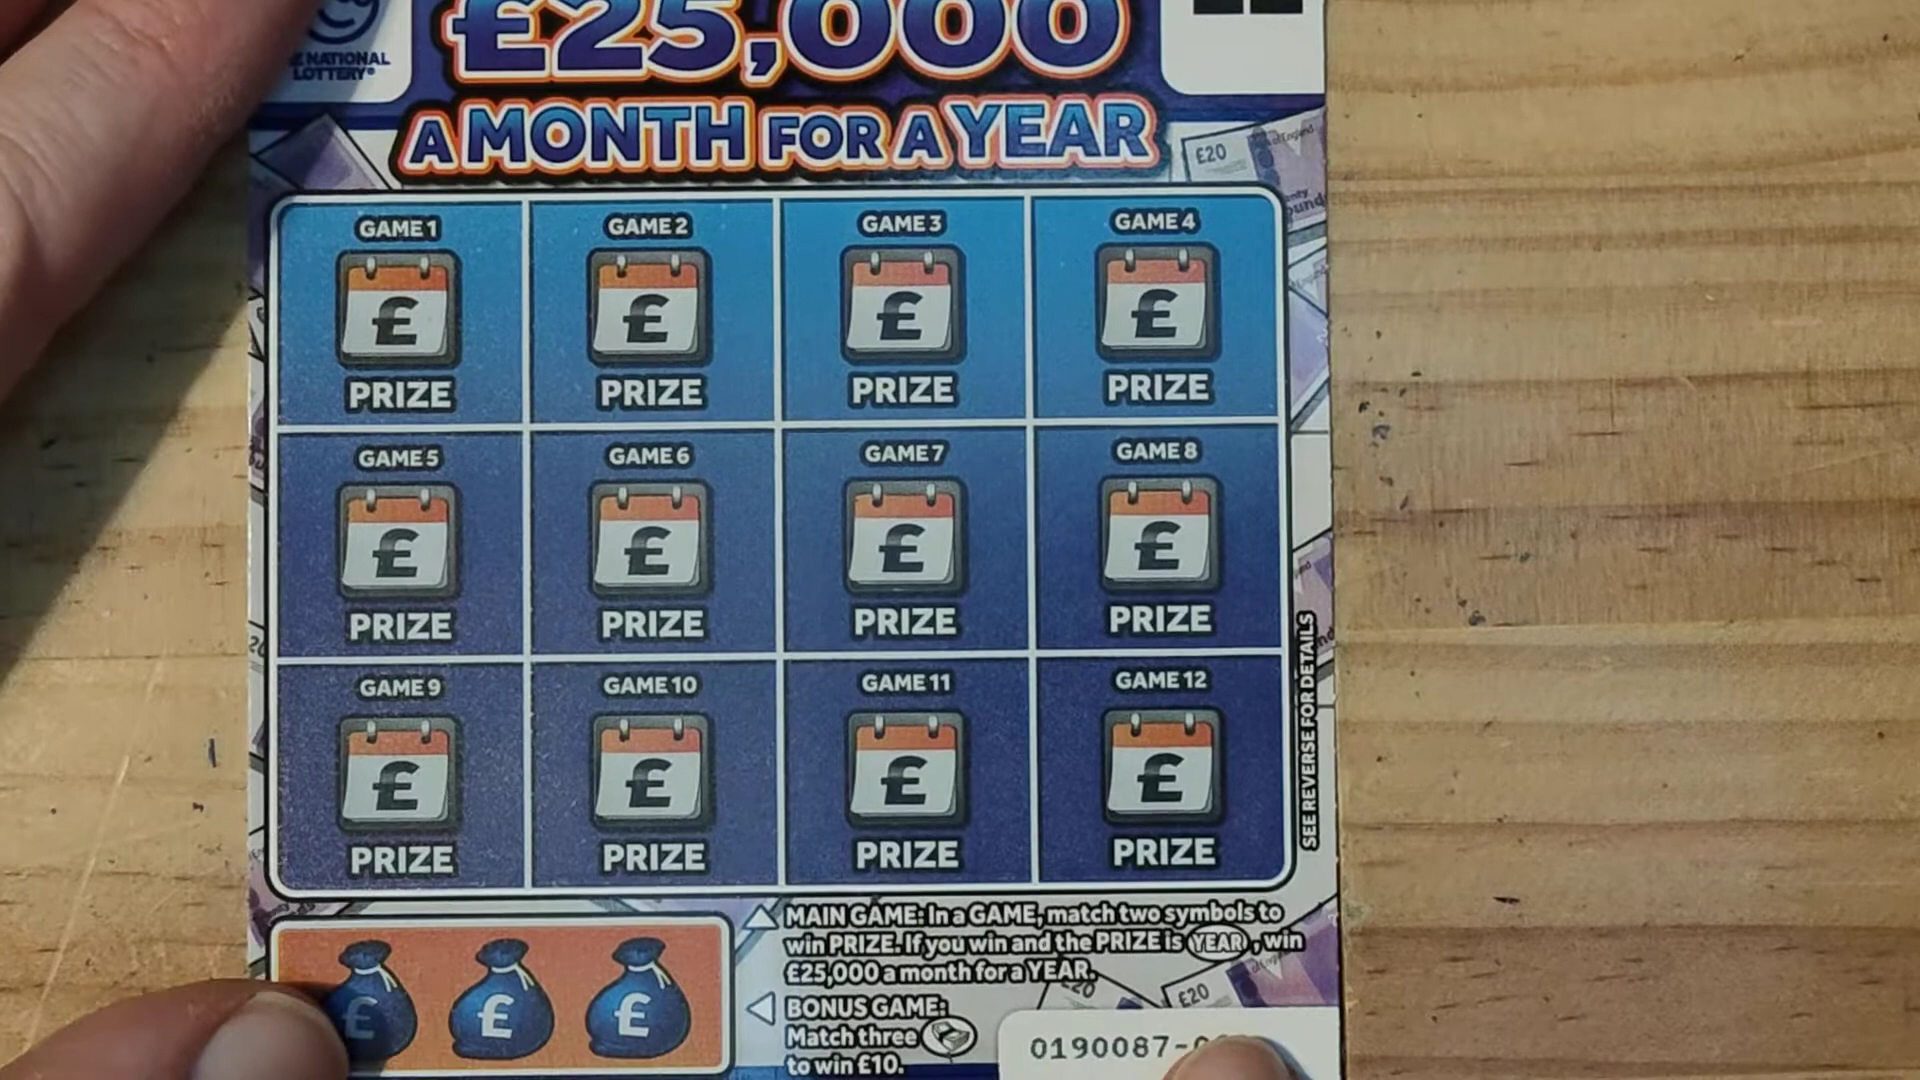 £25,000
NATIONAL
LOTTERY®
A MONTH FOR A YEAR
£20
GAME 1
GAME 2
GAME 3
GAME 4
£
£
£
£
PRIZE
PRIZE
PRIZE
PRIZE
GAME 5
GAME 6
GAME 7
GAME 8
£
£
£
£
PRIZE
PRIZE
PRIZE
PRIZE
GAME 9
GAME 10
GAME 11
GAME 12
£
£
£
£
PRIZE
PRIZE
PRIZE
PRIZE
SEE REVERSE FOR DETAILS
£
£
£
MAIN GAME: In a GAME, match two symbols to
win PRIZE. If you win and the PRIZE is YEAR, win
£25,000 a month for a YEAR.
BONUS GAME:
Match three
to win £10.
£20
£20
0190087-0